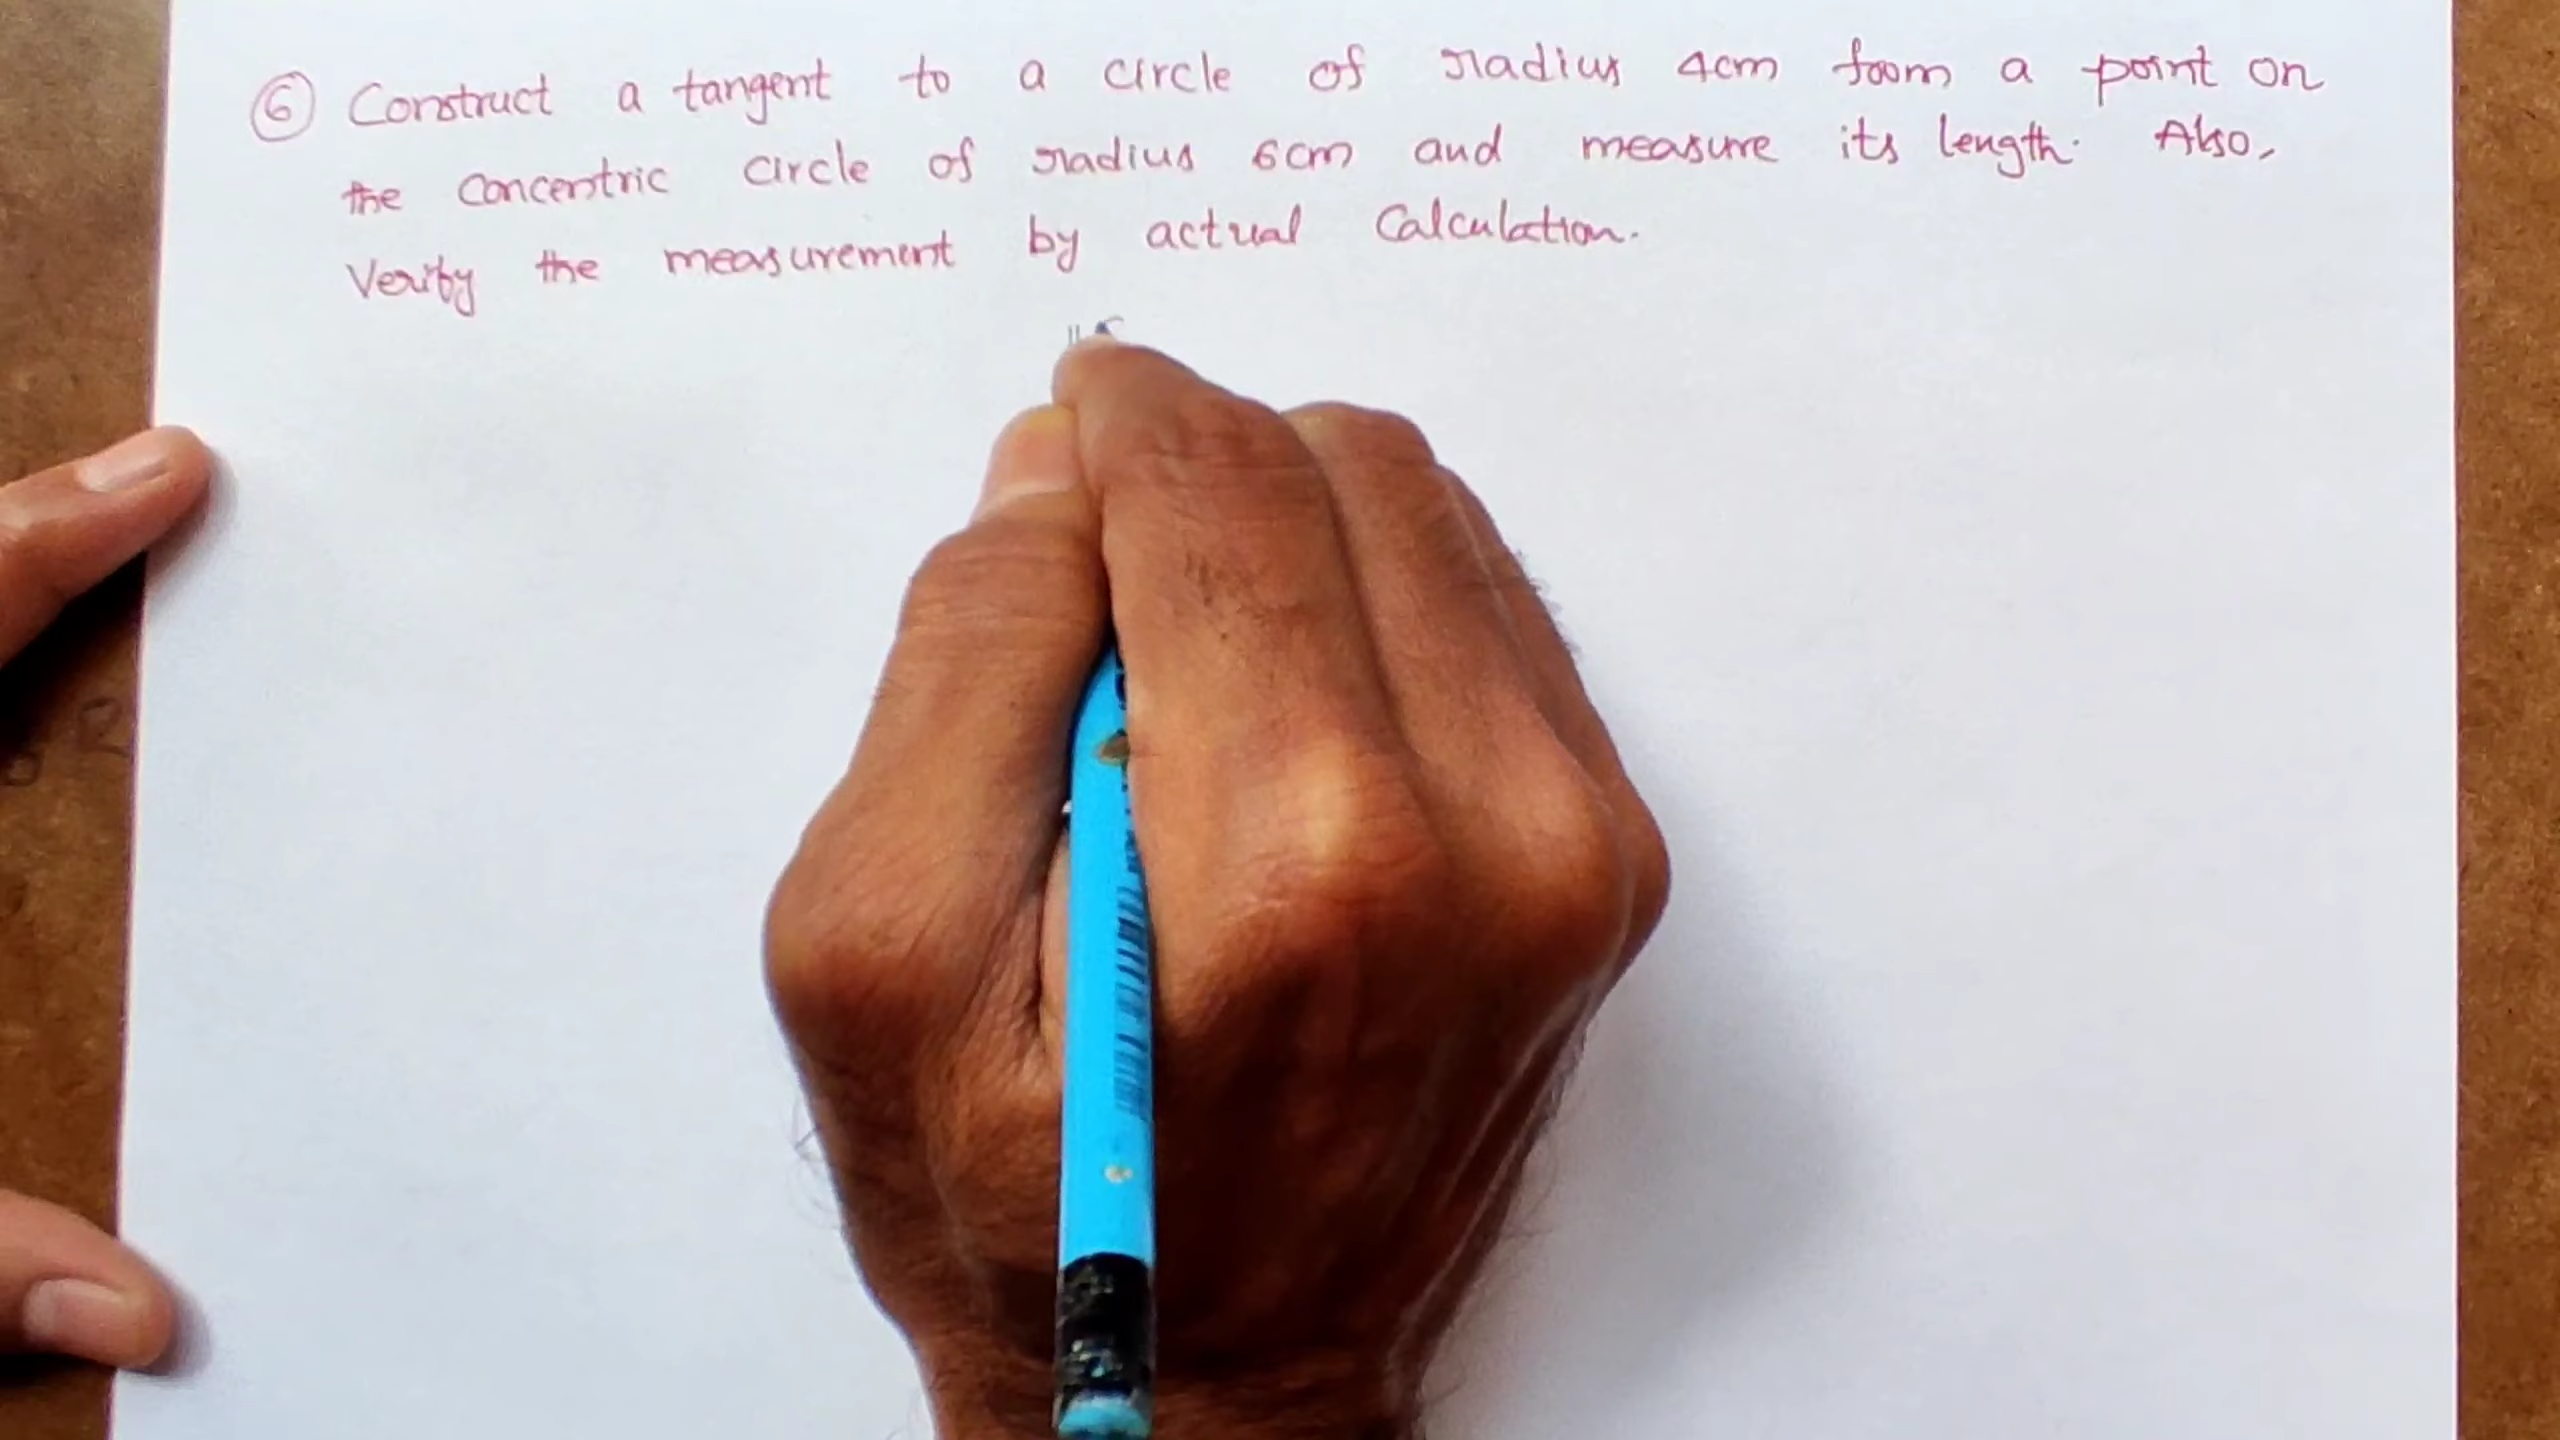 ⑥ Construct a tangent to a circle of radius 4cm from a point on
the concentric circle of radius 6cm and measure its length. Also,
Verify the measurement by actual Calculation.